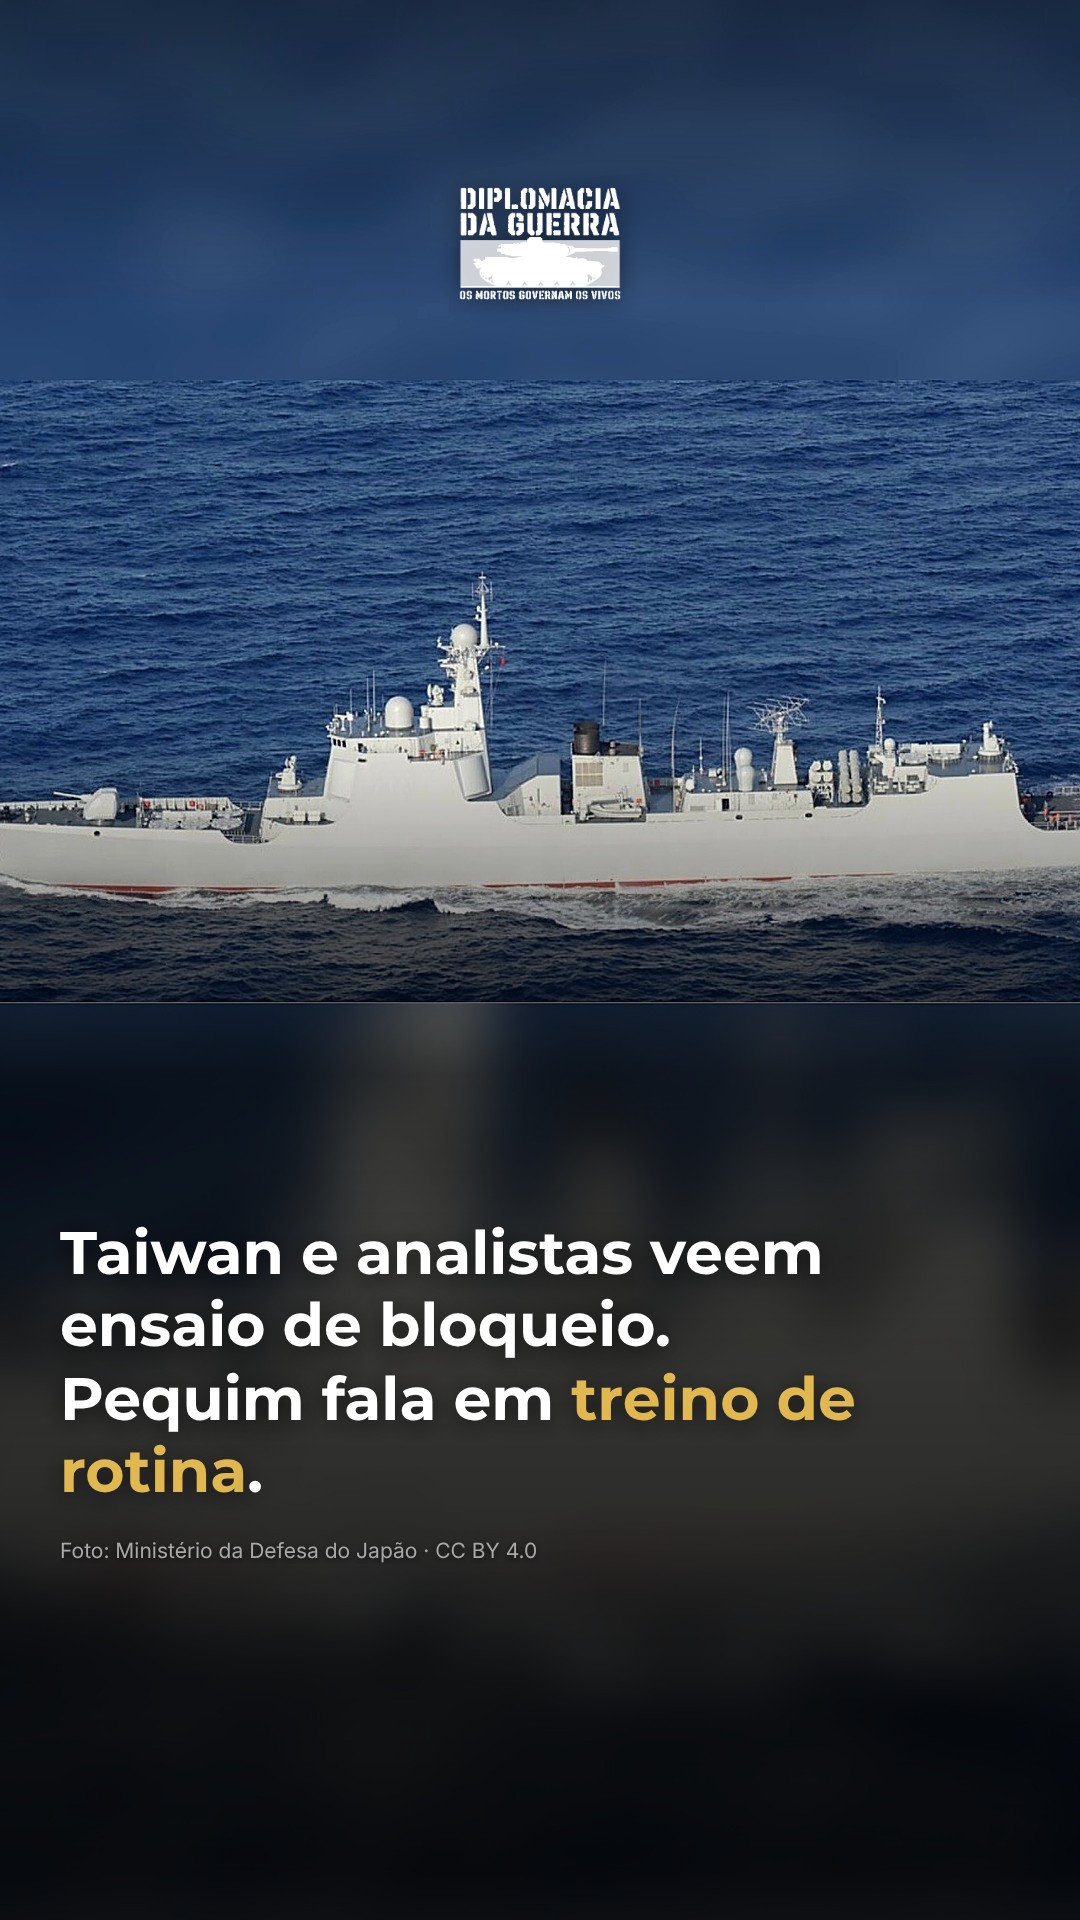 DIPLOMACIA
DA GUERRA
OS MORTOS GOVERNAM OS VIVOS
Taiwan e analistas veem
ensaio de bloqueio.
Pequim fala em treino de
rotina.
Foto: Ministério da Defesa do Japão · CC BY 4.0